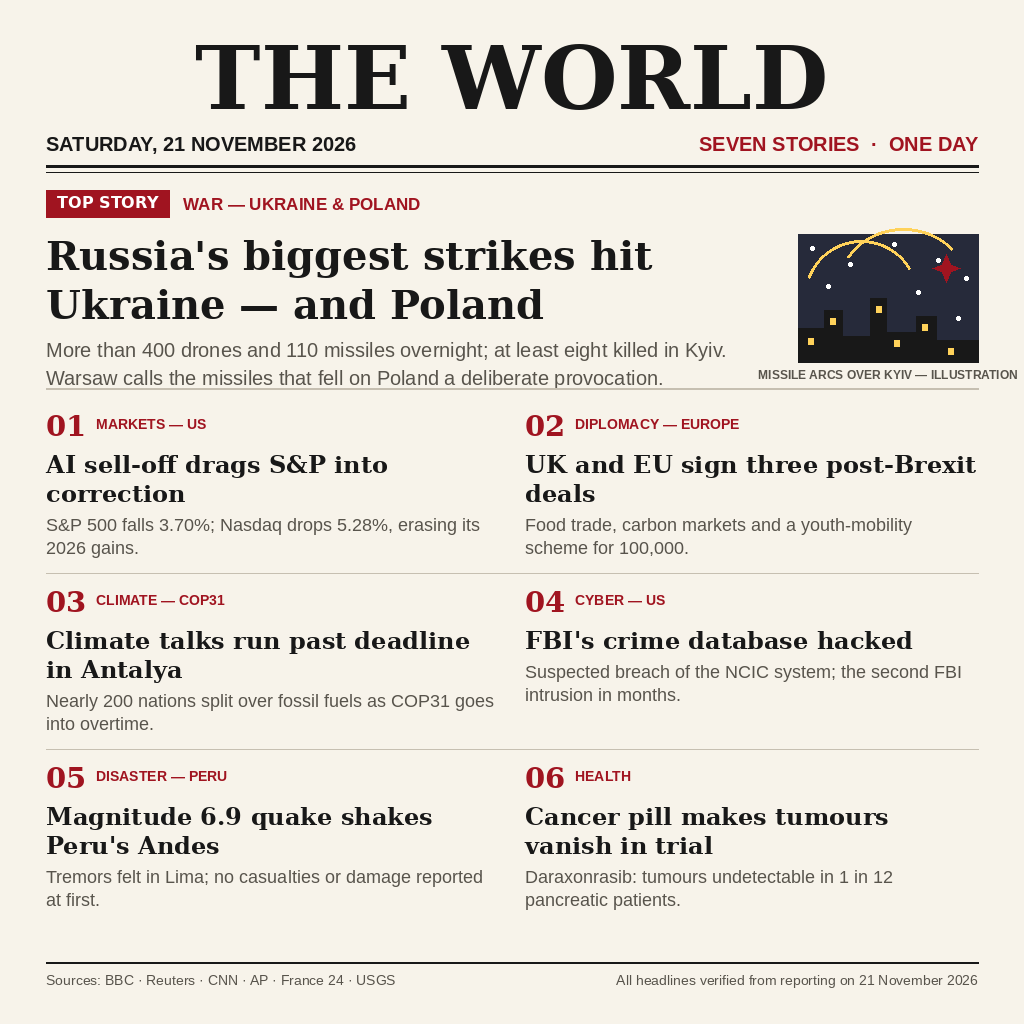 THE WORLD
SATURDAY, 21 NOVEMBER 2026
SEVEN STORIES · ONE DAY
TOP STORY
WAR — UKRAINE & POLAND
Russia's biggest strikes hit
Ukraine — and Poland
More than 400 drones and 110 missiles overnight; at least eight killed in Kyiv.
Warsaw calls the missiles that fell on Poland a deliberate provocation.
MISSILE ARCS OVER KYIV — ILLUSTRATION
01 MARKETS — US
AI sell-off drags S&P into
correction
S&P 500 falls 3.70%; Nasdaq drops 5.28%, erasing its
2026 gains.
02 DIPLOMACY — EUROPE
UK and EU sign three post-Brexit
deals
Food trade, carbon markets and a youth-mobility
scheme for 100,000.
03 CLIMATE — COP31
Climate talks run past deadline
in Antalya
Nearly 200 nations split over fossil fuels as COP31 goes
into overtime.
04 CYBER — US
FBI's crime database hacked
Suspected breach of the NCIC system; the second FBI
intrusion in months.
05 DISASTER — PERU
Magnitude 6.9 quake shakes
Peru's Andes
Tremors felt in Lima; no casualties or damage reported
at first.
06 HEALTH
Cancer pill makes tumours
vanish in trial
Daraxonrasib: tumours undetectable in 1 in 12
pancreatic patients.
Sources: BBC · Reuters · CNN · AP · France 24 · USGS
All headlines verified from reporting on 21 November 2026